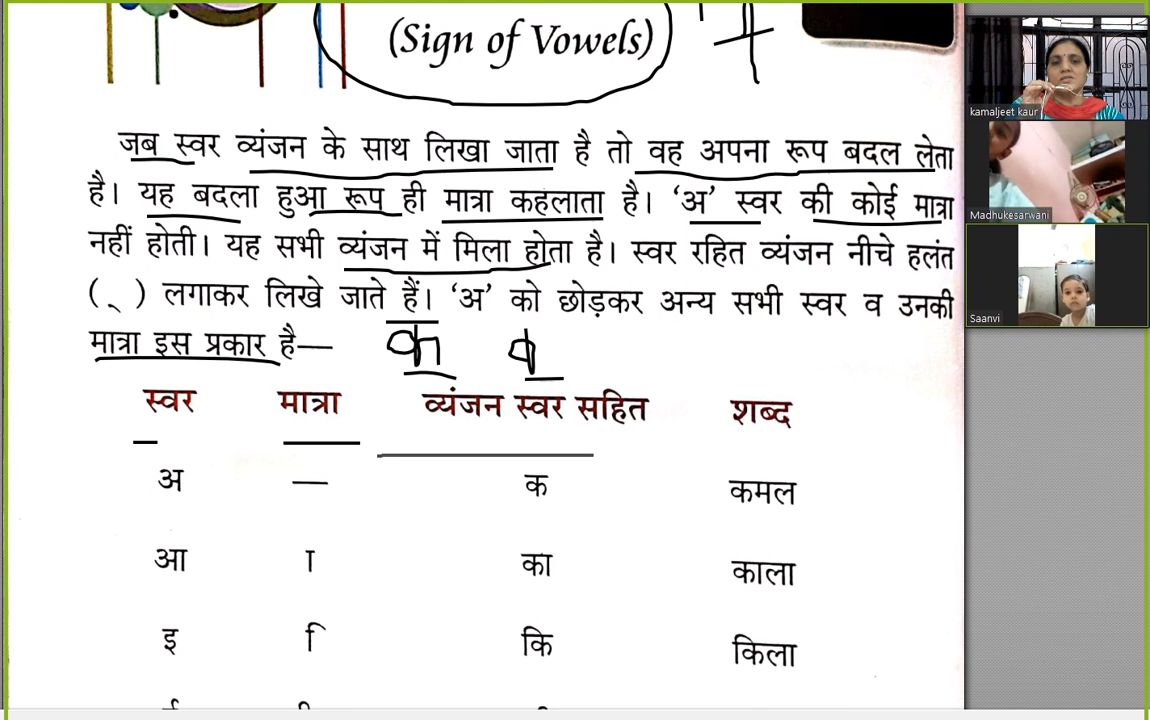 (Sign of Vowels)
जब स्वर व्यंजन के साथ लिखा जाता है तो वह अपना रूप बदल लेता
है। यह बदला हुआ रूप ही मात्रा कहलाता है। ‘अ’ स्वर की कोई मात्रा
नहीं होती। यह सभी व्यंजन में मिला होता है। स्वर रहित व्यंजन नीचे हलंत
( ् ) लगाकर लिखे जाते हैं। ‘अ’ को छोड़कर अन्य सभी स्वर व उनकी
मात्रा इस प्रकार है—
क
स्वर मात्रा व्यंजन स्वर सहित शब्द
अ — क कमल
आ ा का काला
इ ि कि किला
kamaljeet kaur
Madhukesarwani
Saanvi